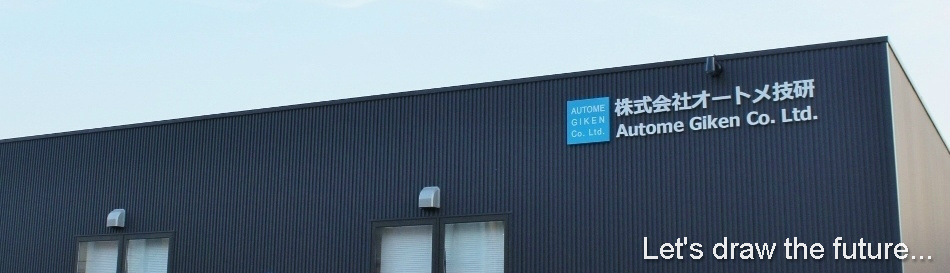 AUTOME
GIKEN
Co. Ltd.
株式会社オートメ技研
Autome Giken Co. Ltd.
Let's draw the future...